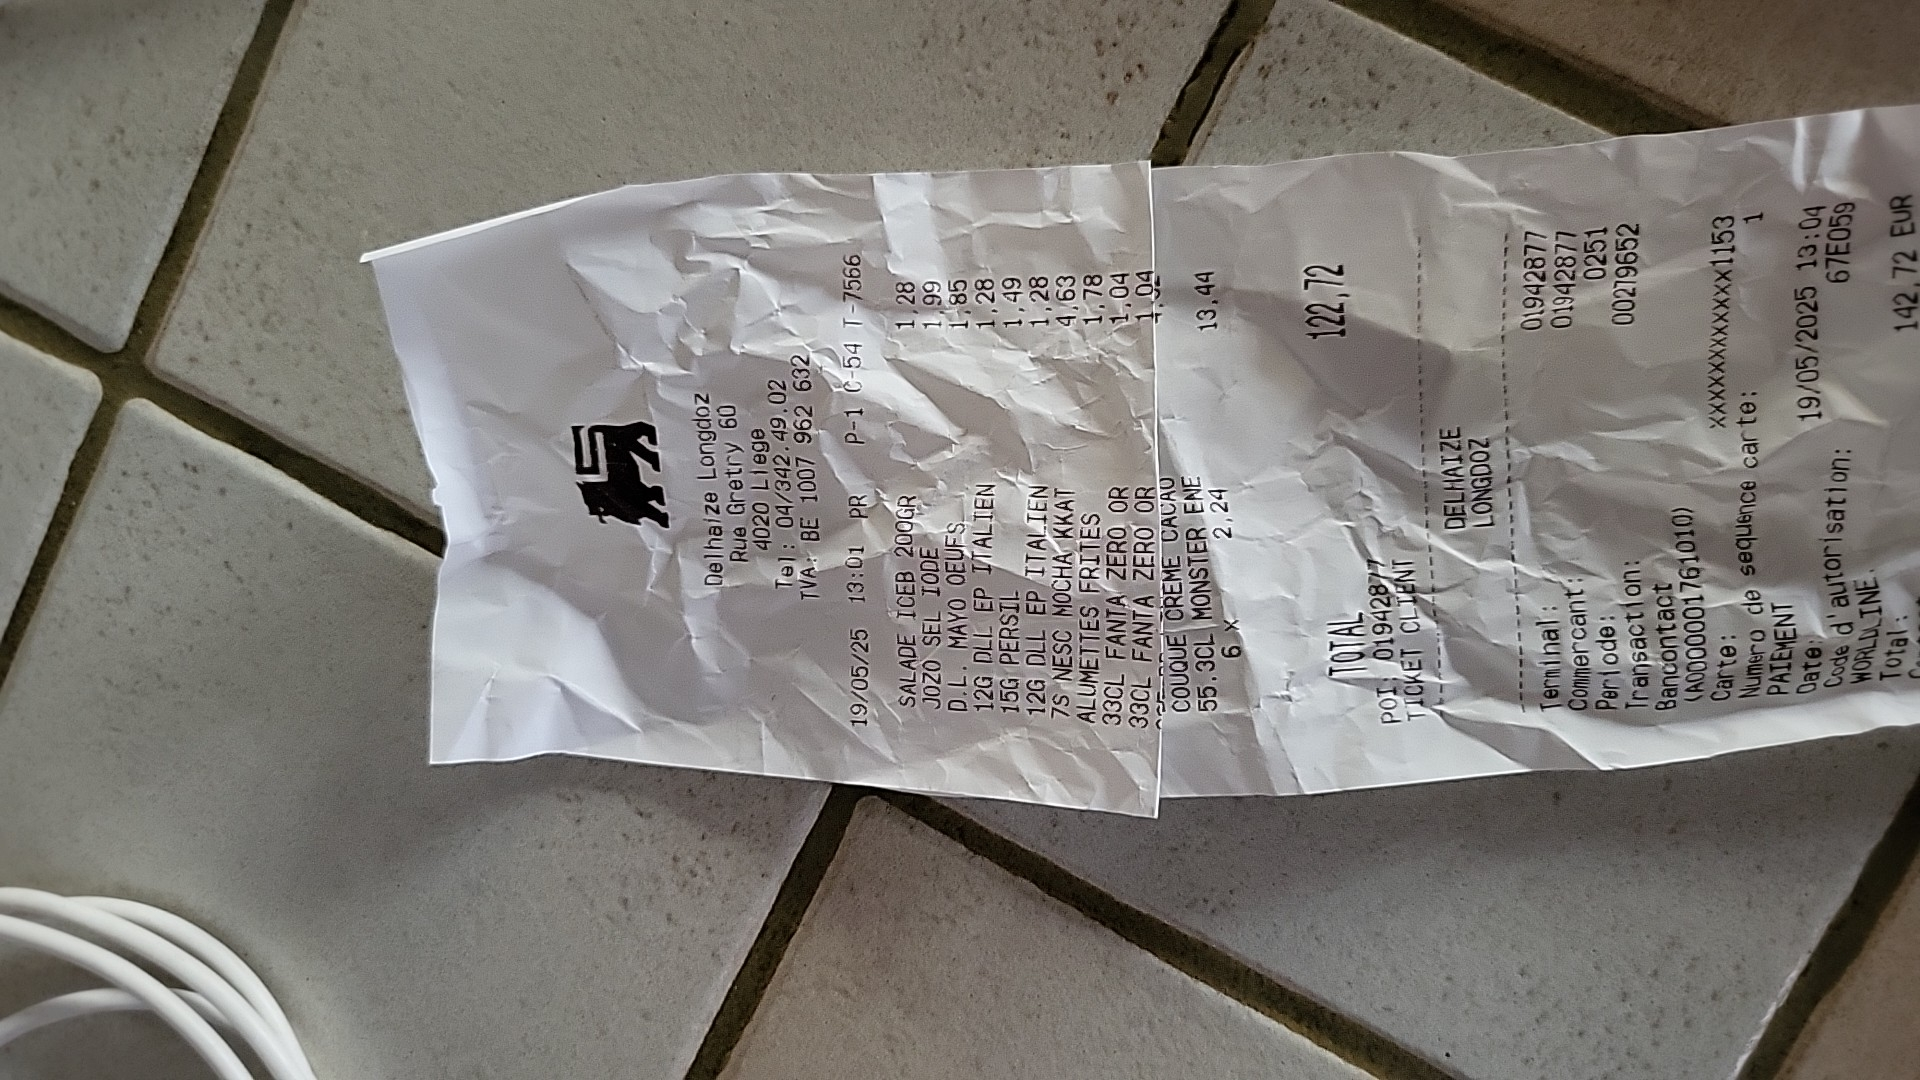 Delhaize Longdoz
Rue Gretry 60
4020 Liege
Tel: 04/342.49.02
TVA: BE 1007 962 632
19/05/25 13:01 PR P-1 C-54 T-7566
SALADE ICEB 200GR 1,28
JOZO SEL IODE 1,99
D.L. MAYO OEUFS 1,85
12G DLL EP ITALIEN 1,28
15G PERSIL 1,49
12G DLL EP ITALIEN 1,28
7S NESC MOCHA KKAT 4,63
ALUMETTES FRITES 1,78
33CL FANTA ZERO OR 1,04
33CL FANTA ZERO OR 1,04
COUQUE CREME CACAU
55.3CL MONSTER ENE 13,44
6 x 2,24
TOTAL 122,72
POI: 01942877
TICKET CLIENT
DELHAIZE
LONGDOZ
Terminal: 01942877
Commercant: 01942877
Periode: 0251
Transaction: 00279652
Bancontact
(A0000001761010)
Carte: xxxxxxxxxxxxx1153
Numero de sequence carte: 1
PAIEMENT
Date: 19/05/2025 13:04
Code d'autorisation: 67E059
WORLDLINE
Total: 142,72 EUR